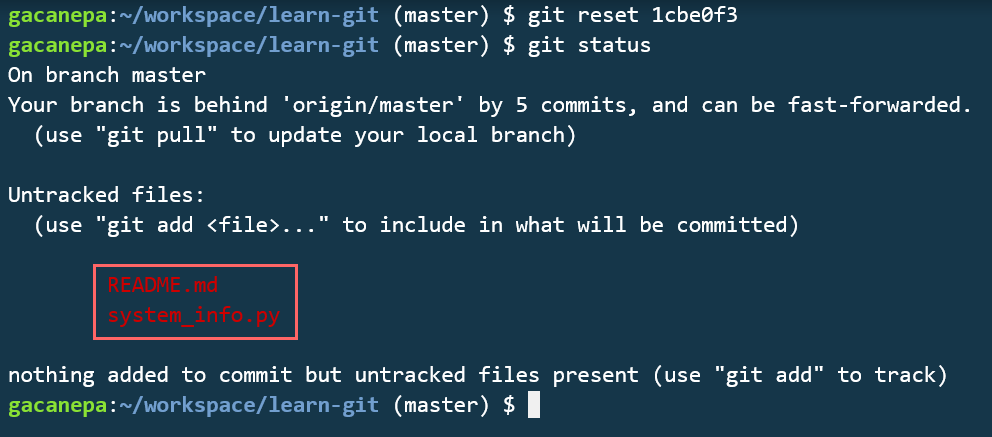 gacanepa:~/workspace/learn-git (master) $ git reset 1cbe0f3
gacanepa:~/workspace/learn-git (master) $ git status
On branch master
Your branch is behind 'origin/master' by 5 commits, and can be fast-forwarded.
  (use "git pull" to update your local branch)

Untracked files:
  (use "git add <file>..." to include in what will be committed)

        README.md
        system_info.py

nothing added to commit but untracked files present (use "git add" to track)
gacanepa:~/workspace/learn-git (master) $